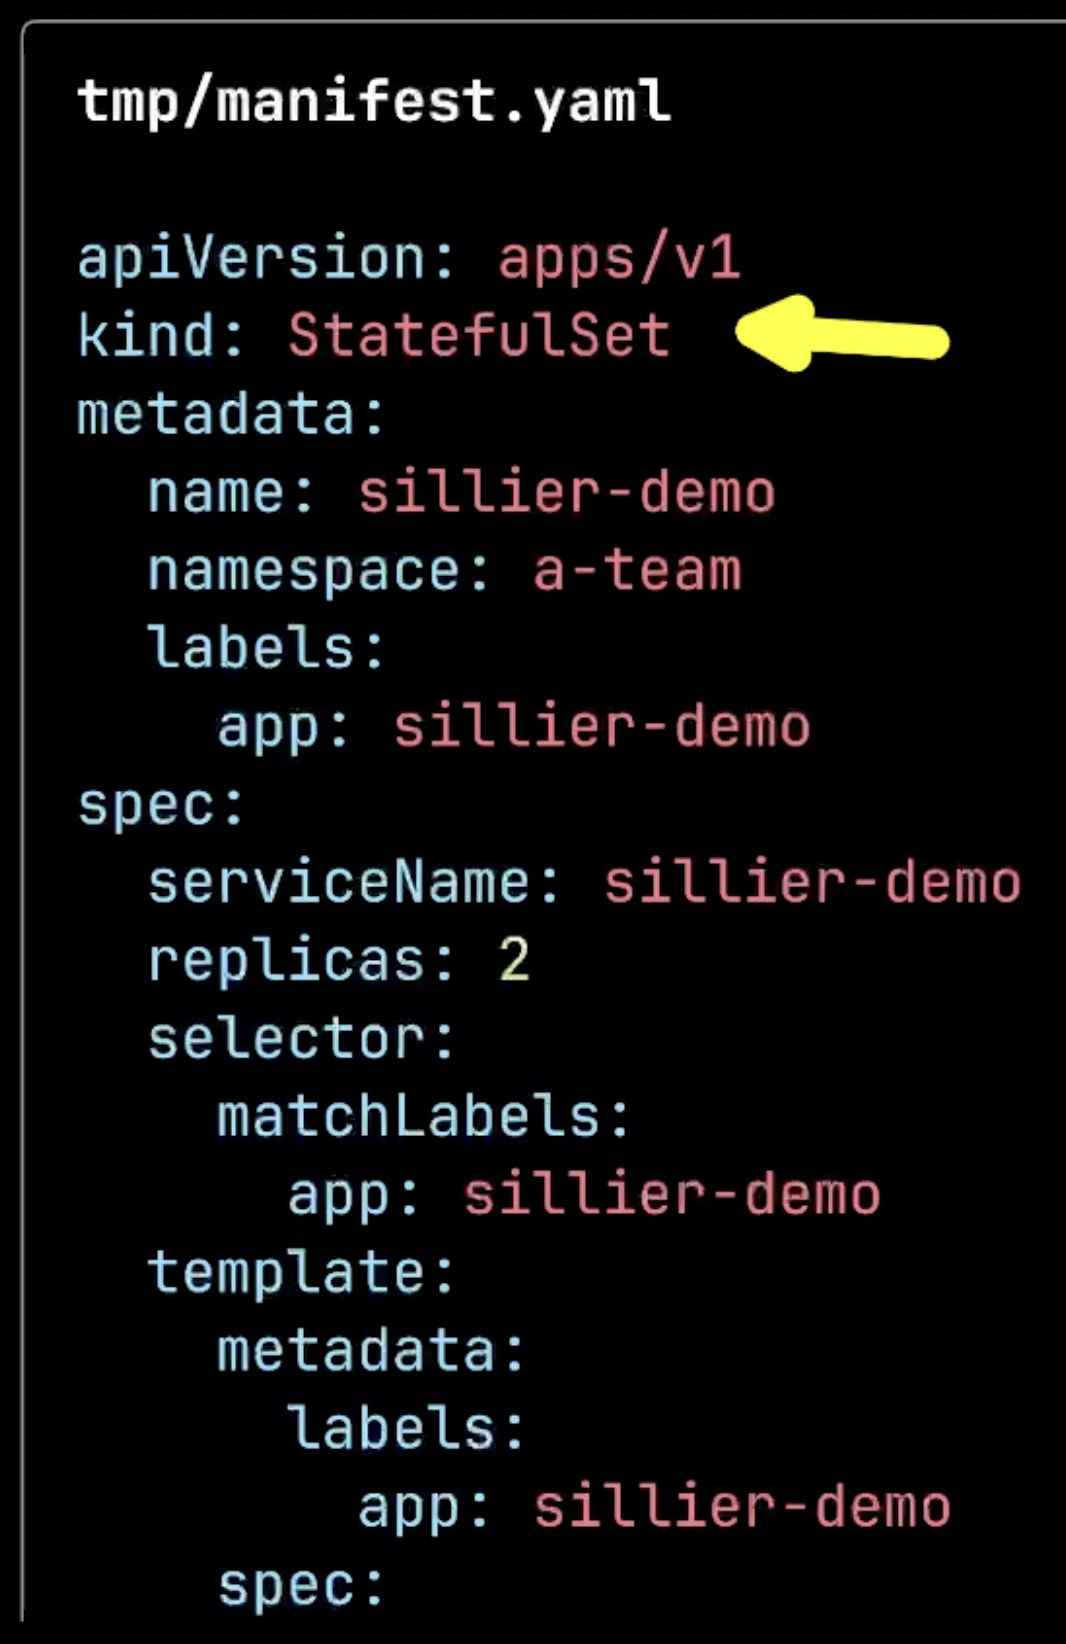 tmp/manifest.yaml
apiVersion: apps/v1
kind: StatefulSet
metadata:
  name: sillier-demo
  namespace: a-team
  labels:
    app: sillier-demo
spec:
  serviceName: sillier-demo
  replicas: 2
  selector:
    matchLabels:
      app: sillier-demo
  template:
    metadata:
      labels:
        app: sillier-demo
    spec: